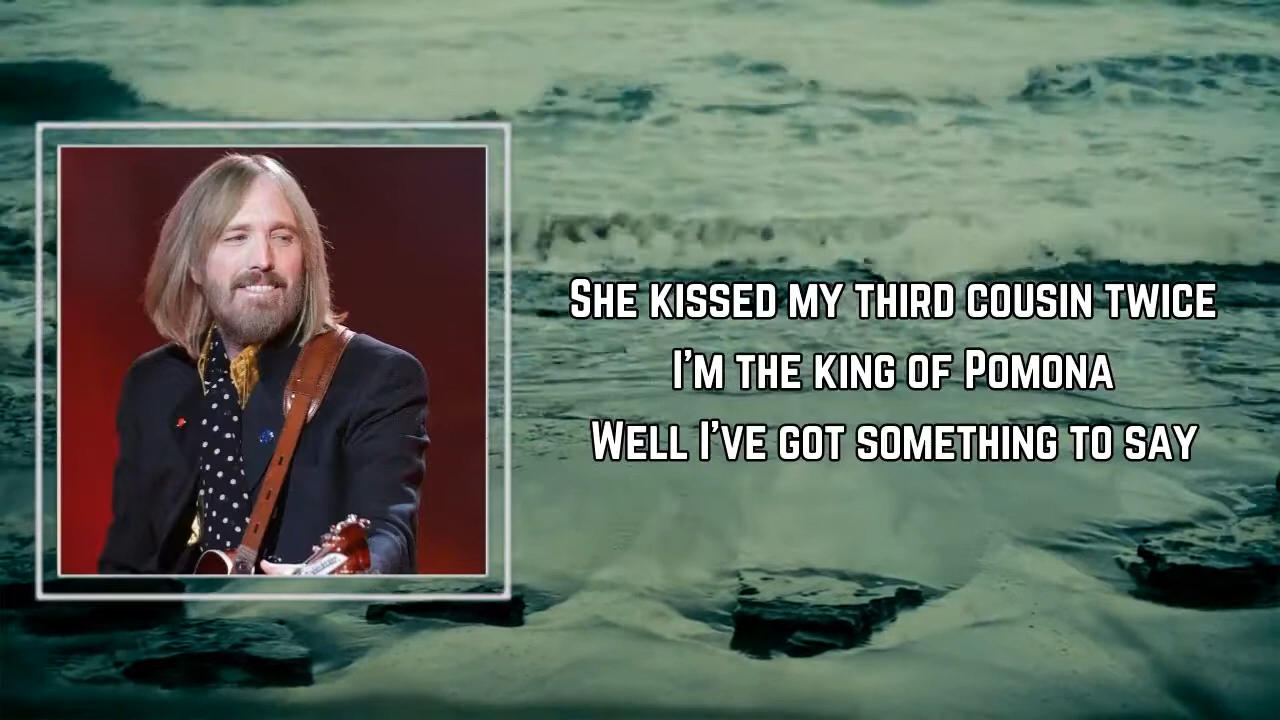 She kissed my third cousin twice
I'm the king of Pomona
Well I've got something to say